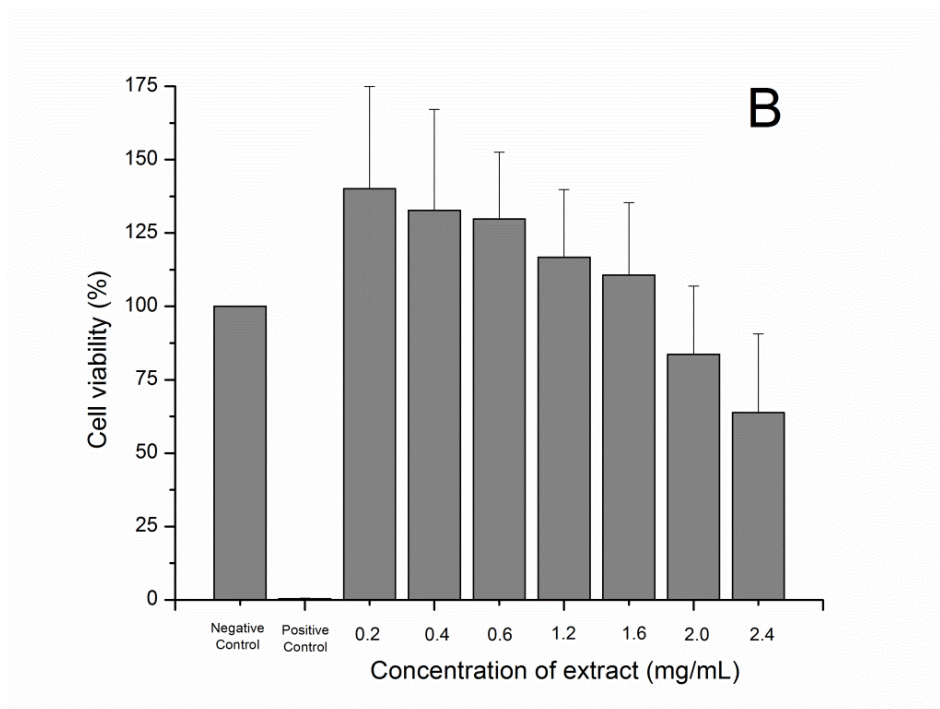 B
175
150
125
100
75
50
25
0
Cell viability (%)
Negative Control
Positive Control
0.2 0.4 0.6 1.2 1.6 2.0 2.4
Concentration of extract (mg/mL)